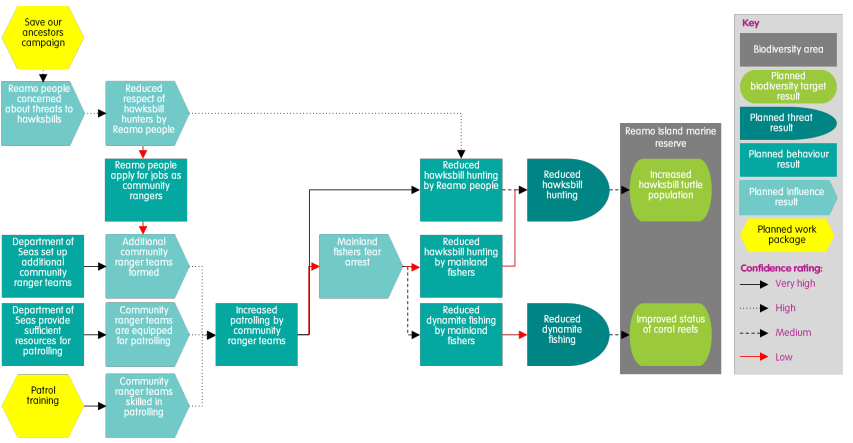 Save our
ancestors
campaign
Reamo people
concerned
about threats to
hawksbills
Reduced
respect of
hawksbill
hunters by
Reamo people
Reamo people
apply for jobs as
community
rangers
Department of
Seas set up
additional
community
ranger teams
Additional
community
ranger teams
formed
Department of
Seas provide
sufficient
resources for
patrolling
Community
ranger teams
are equipped
for patrolling
Patrol
training
Community
ranger teams
skilled in
patrolling
Increased
patrolling by
community
ranger teams
Mainland
fishers fear
arrest
Reduced
hawksbill hunting
by Reamo people
Reduced
hawksbill hunting
by mainland
fishers
Reduced
dynamite fishing
by mainland
fishers
Reduced
hawksbill
hunting
Reduced
dynamite
fishing
Reamo Island marine
reserve
Increased
hawksbill turtle
population
Improved status
of coral reefs
Key
Biodiversity area
Planned
biodiversity target
result
Planned threat
result
Planned behaviour
result
Planned influence
result
Planned work
package
Confidence rating:
Very high
High
Medium
Low